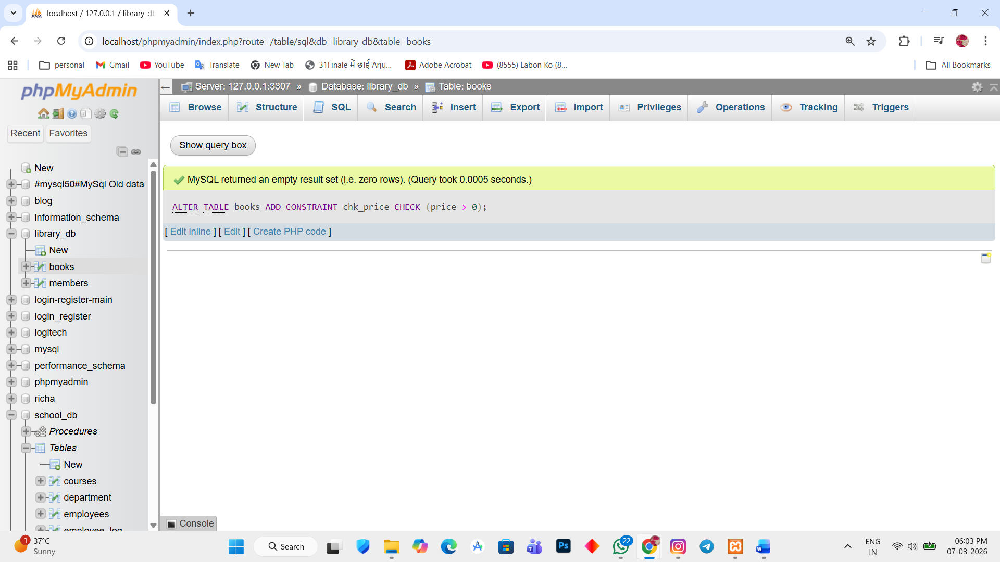 localhost / 127.0.0.1 / library_db
localhost/phpmyadmin/index.php?route=/table/sql&db=library_db&table=books
personal
Gmail
YouTube
Translate
New Tab
31Finale में छाई Arju...
Adobe Acrobat
(8555) Labon Ko (8...
All Bookmarks
phpMyAdmin
Recent
Favorites
New
#mysql50#MySql Old data
blog
information_schema
library_db
New
books
members
login-register-main
login_register
logitech
mysql
performance_schema
phpmyadmin
richa
school_db
Procedures
Tables
New
courses
department
employees
employee_log
Server: 127.0.0.1:3307 » Database: library_db » Table: books
Browse
Structure
SQL
Search
Insert
Export
Import
Privileges
Operations
Tracking
Triggers
Show query box
MySQL returned an empty result set (i.e. zero rows). (Query took 0.0005 seconds.)
ALTER TABLE books ADD CONSTRAINT chk_price CHECK (price > 0);
[ Edit inline ] [ Edit ] [ Create PHP code ]
Console
1
37°C
Sunny
Search
Ps
22
ENG
IN
06:03 PM
07-03-2026